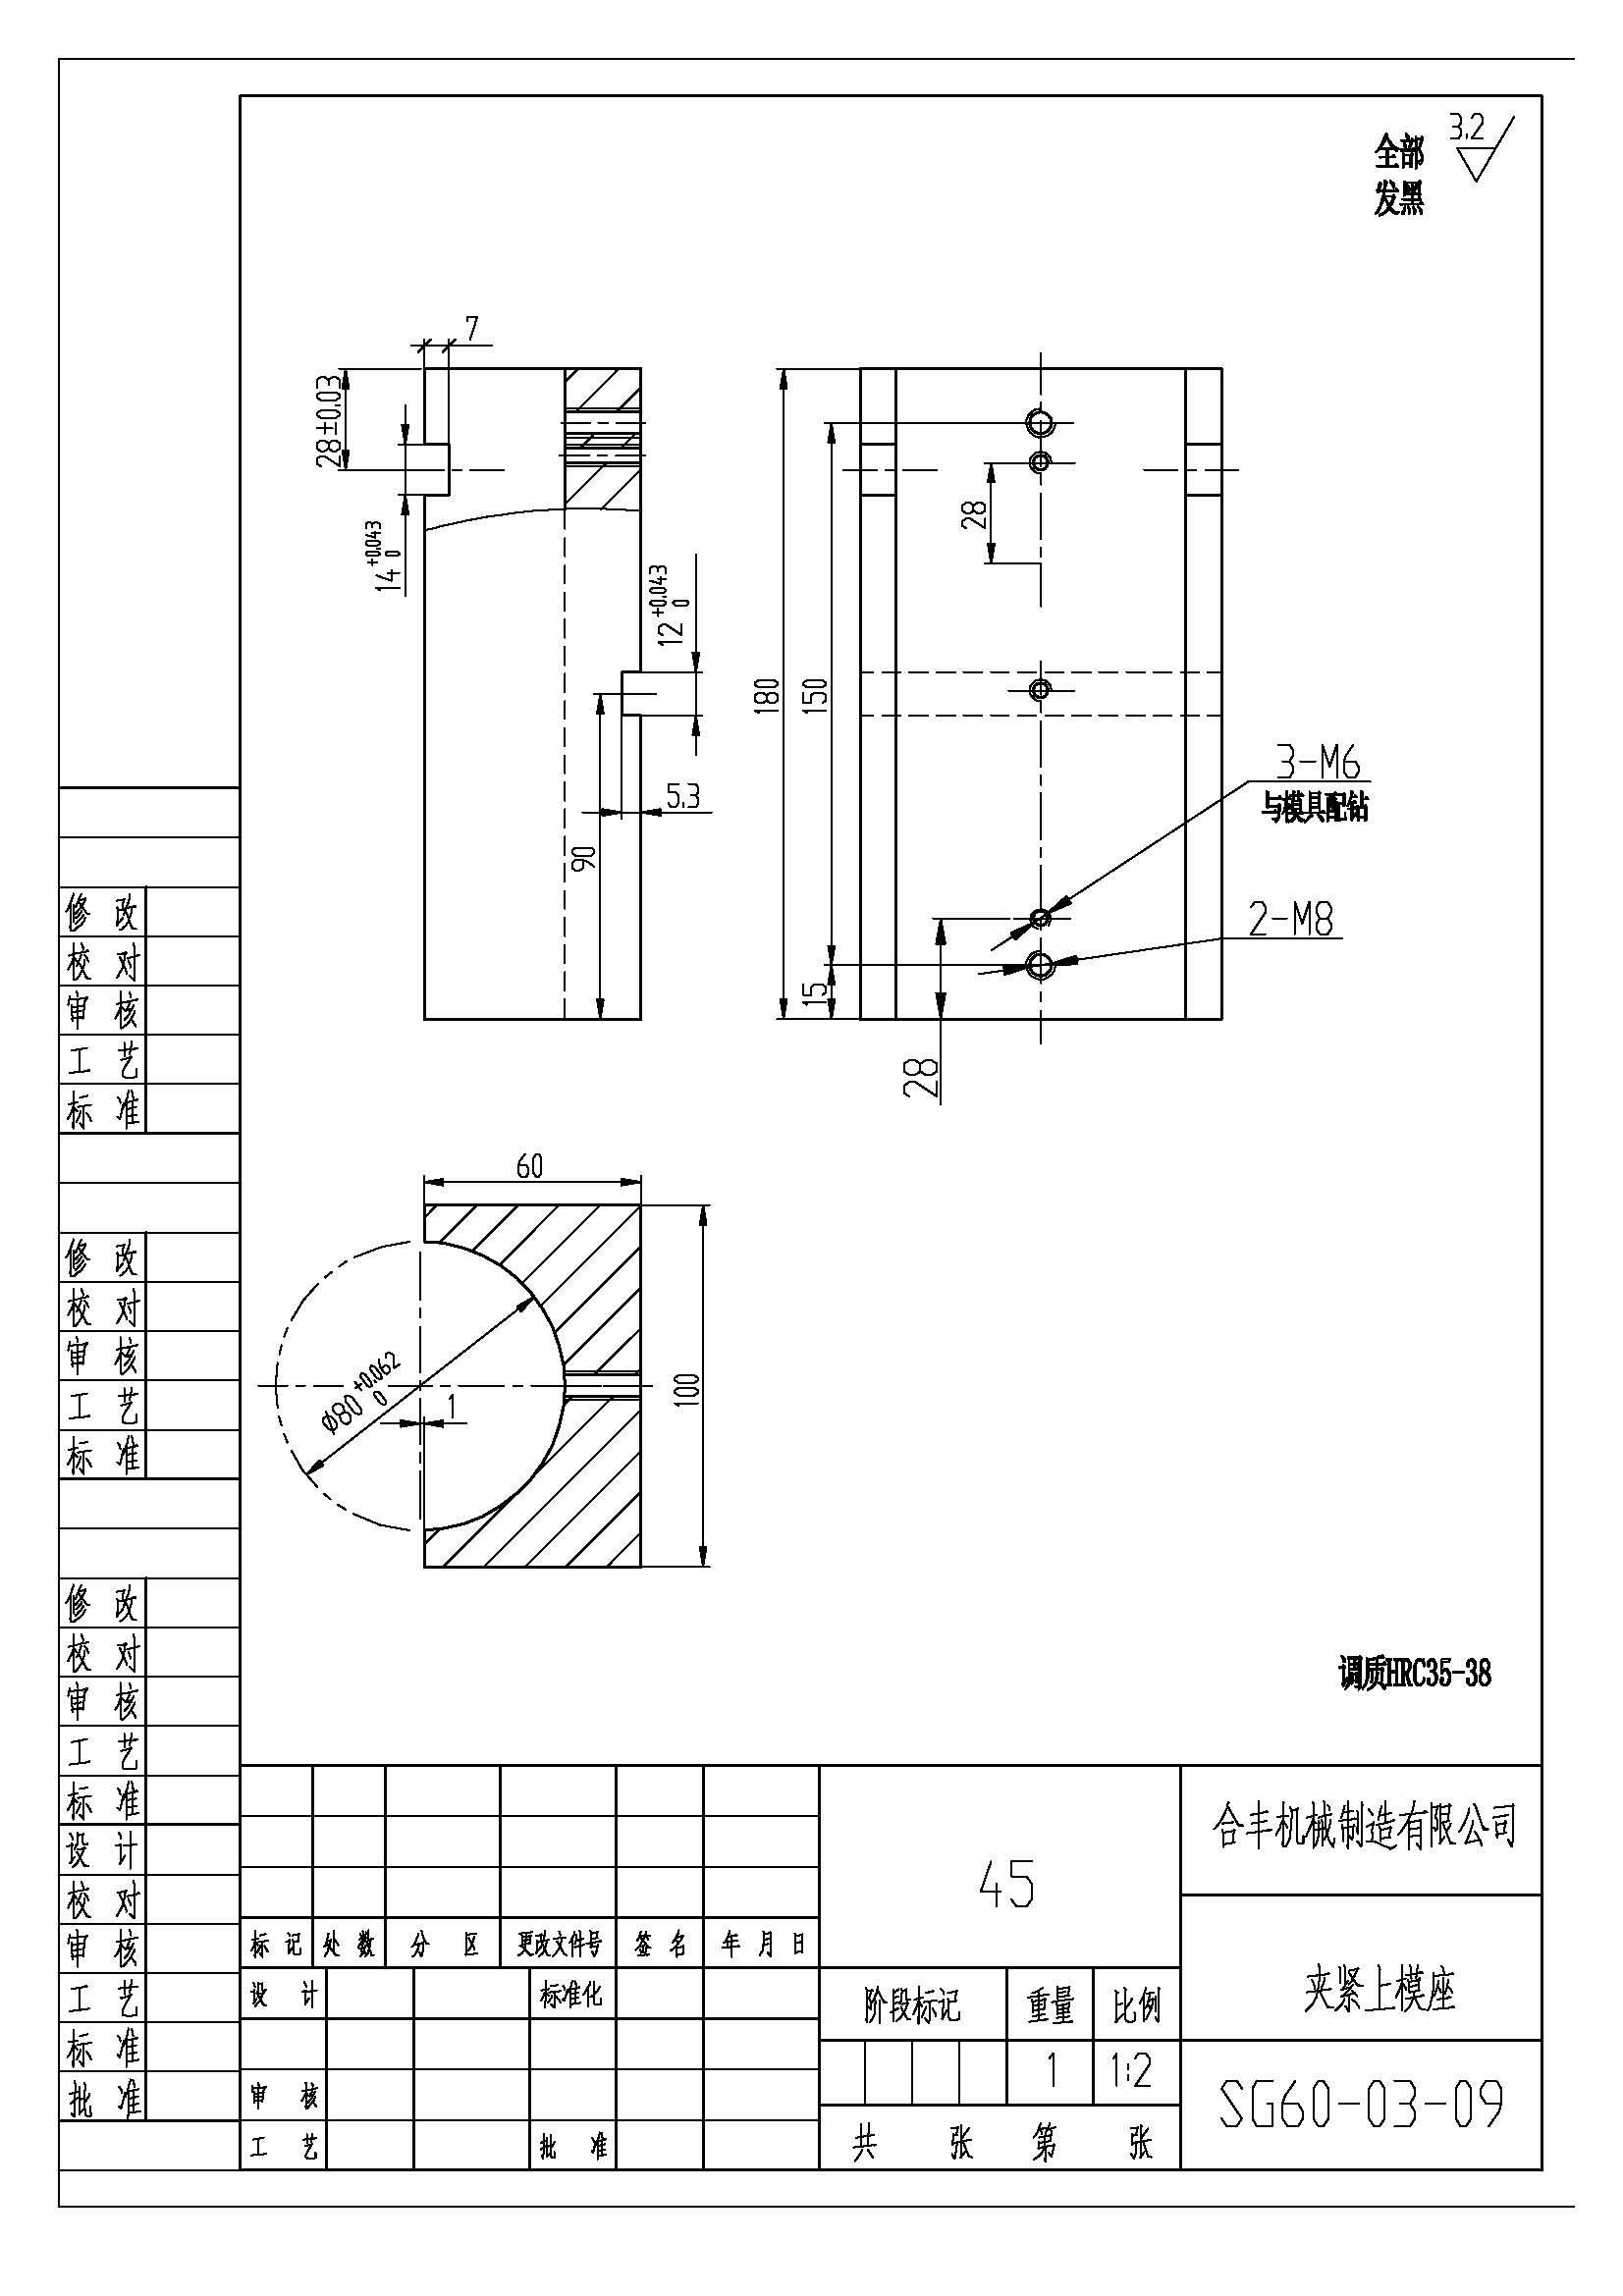 全部
发黑
3.2
7
28±0.03
14 +0.043 0
12 +0.043 0
5.3
90
180
150
28
15
28
3-M6
与模具配钻
2-M8
60
100
ø80 +0.062 0
1
调质HRC35-38
修 改
校 对
审 核
工 艺
标 准
修 改
校 对
审 核
工 艺
标 准
修 改
校 对
审 核
工 艺
标 准
设 计
校 对
审 核
工 艺
标 准
批 准
标 记 处 数 分 区 更改文件号 签 名 年 月 日
设 计 标准化
审 核
工 艺 批 准
45
阶段标记 重量 比例
1 1:2
共 张 第 张
合丰机械制造有限公司
夹紧上模座
SG60-03-09